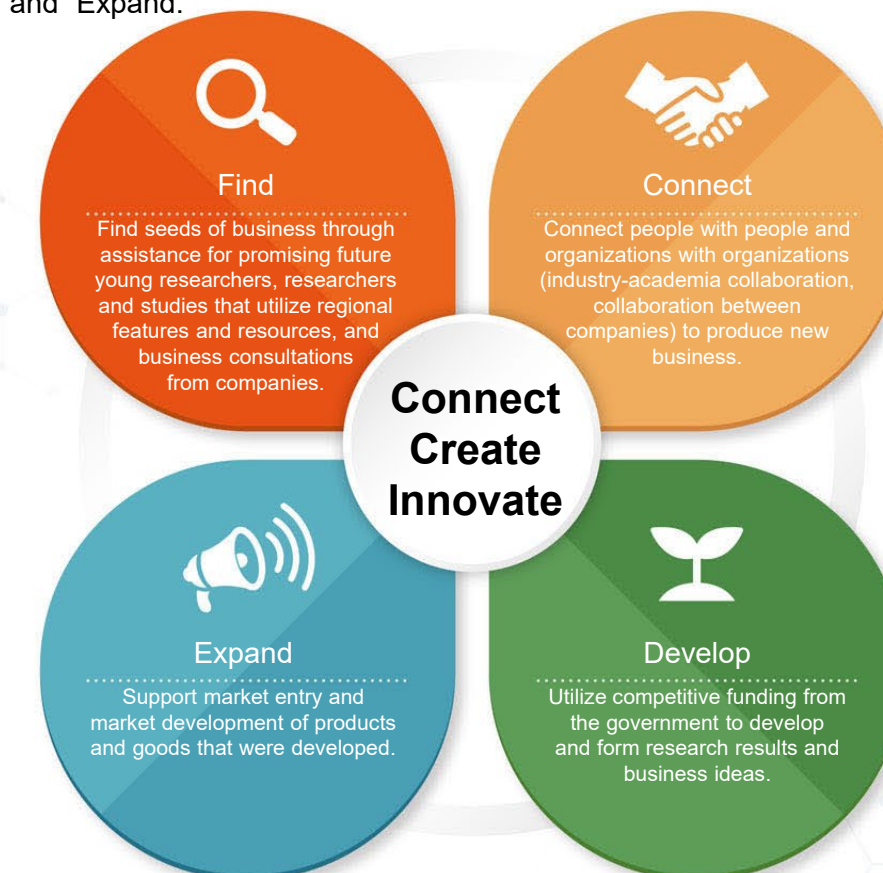 and "Expand."
Find
Find seeds of business through
assistance for promising future
young researchers, researchers
and studies that utilize regional
features and resources, and
business consultations
from companies.
Connect
Connect people with people and
organizations with organizations
(industry-academia collaboration,
collaboration between
companies) to produce new
business.
Connect
Create
Innovate
Expand
Support market entry and
market development of products
and goods that were developed.
Develop
Utilize competitive funding from
the government to develop
and form research results and
business ideas.